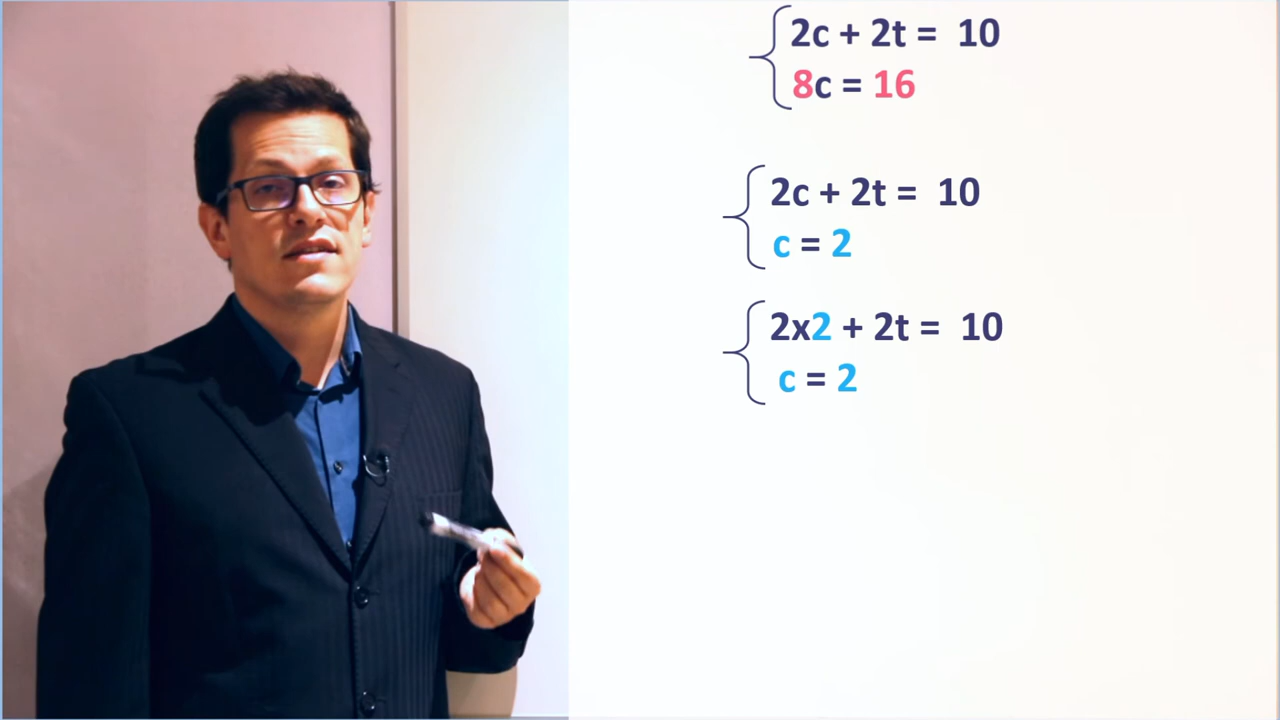 2c + 2t = 10
8c = 16
2c + 2t = 10
c = 2
2x2 + 2t = 10
c = 2